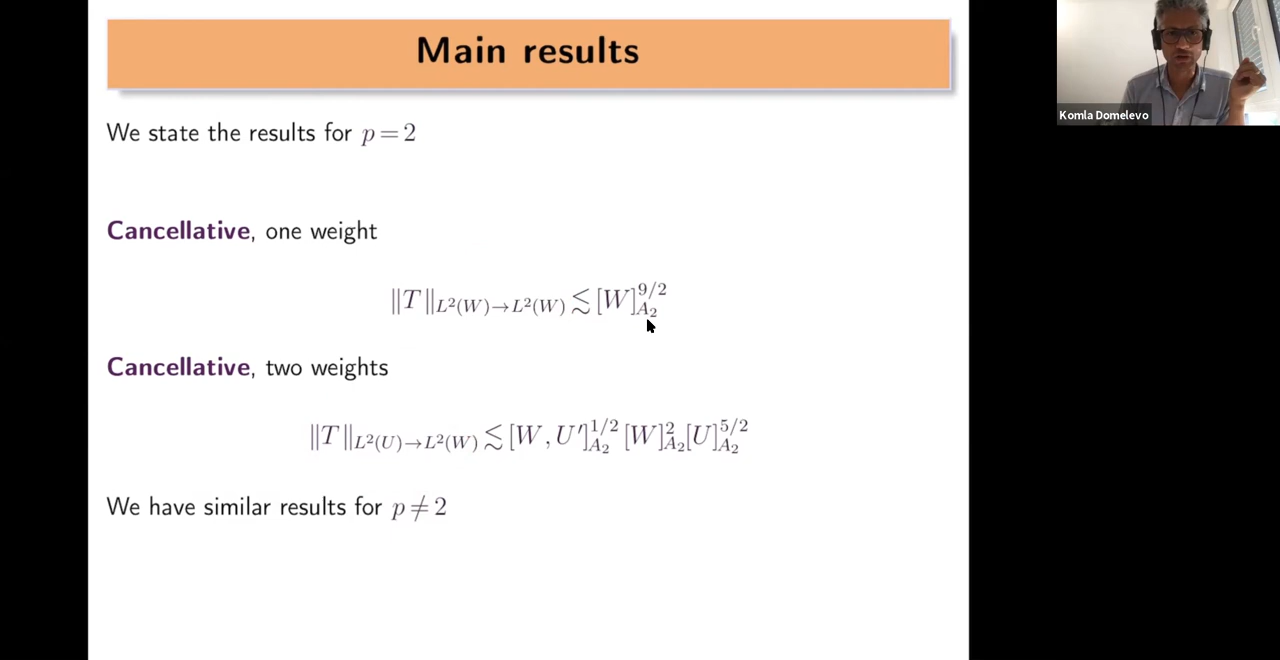 Main results
We state the results for p = 2
Cancellative, one weight
‖T‖_{L²(W)→L²(W)} ≲ [W]_{A₂}^{9/2}
Cancellative, two weights
‖T‖_{L²(U)→L²(W)} ≲ [W, U′]_{A₂}^{1/2} [W]_{A₂}^{2} [U]_{A₂}^{5/2}
We have similar results for p ≠ 2
Komla Domelevo